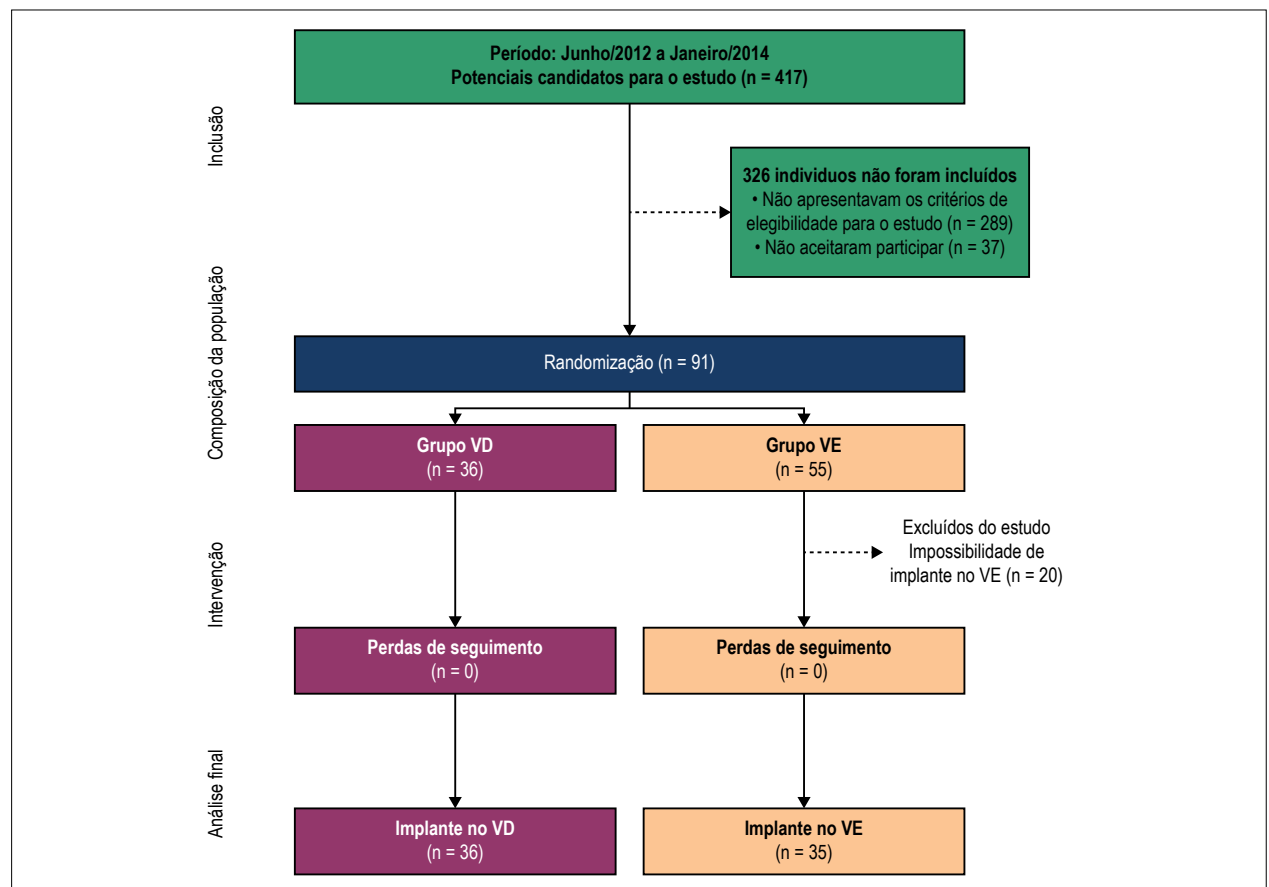 Período: Junho/2012 a Janeiro/2014
Potenciais candidatos para o estudo (n = 417)
Inclusão
326 individuos não foram incluídos
• Não apresentavam os critérios de
elegibilidade para o estudo (n = 289)
• Não aceitaram participar (n = 37)
Composição da população
Randomização (n = 91)
Grupo VD
(n = 36)
Grupo VE
(n = 55)
Intervenção
Excluídos do estudo
Impossibilidade de
implante no VE (n = 20)
Perdas de seguimento
(n = 0)
Perdas de seguimento
(n = 0)
Análise final
Implante no VD
(n = 36)
Implante no VE
(n = 35)